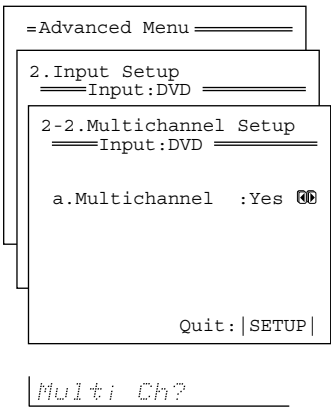 Advanced Menu
2.Input Setup
Input:DVD
2-2.Multichannel Setup
Input:DVD
a.Multichannel :Yes
Quit:|SETUP|
Multi Ch?